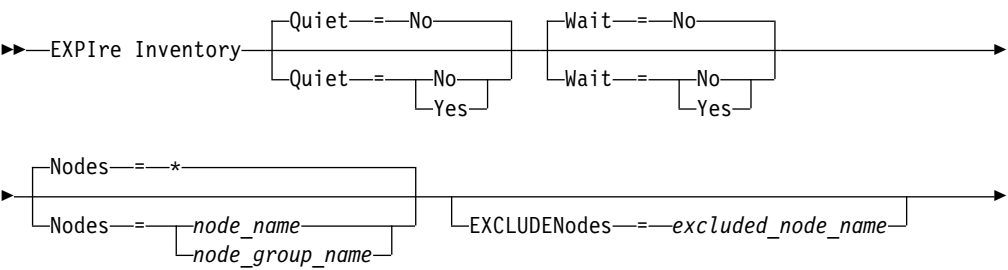 Quiet = No Wait = No
EXPIre Inventory
Quiet = No Wait = No
Yes Yes
Nodes = *
Nodes = node_name EXCLUDENodes = excluded_node_name
node_group_name